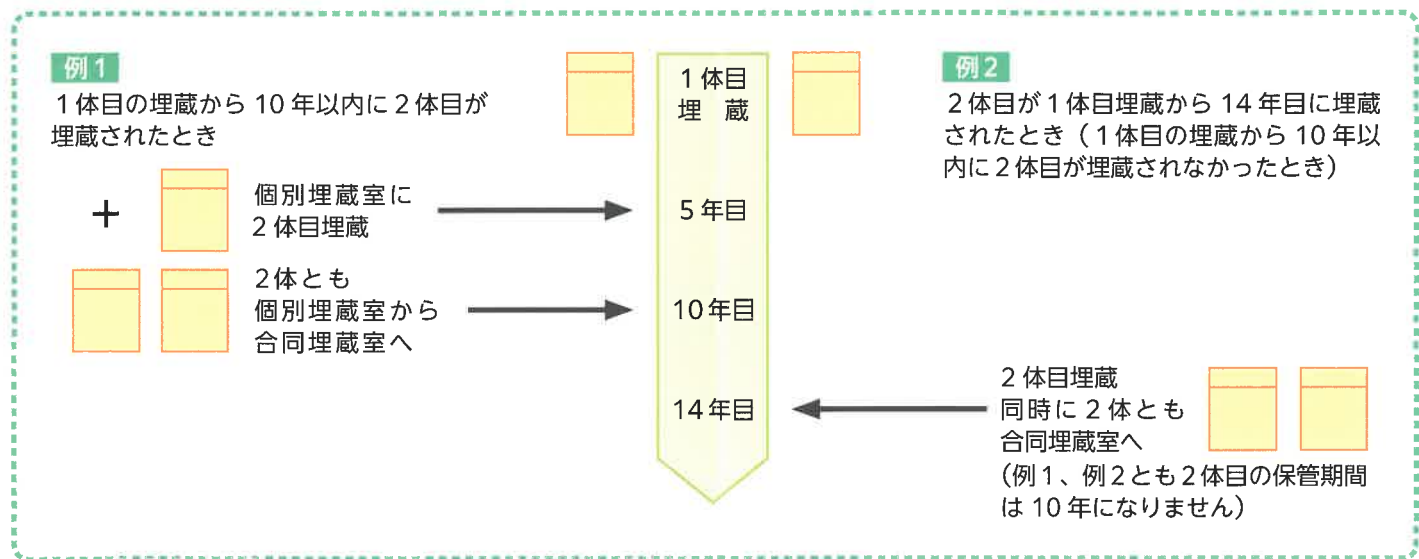 例1
1体目の埋蔵から 10 年以内に2体目が
埋蔵されたとき
+
個別埋蔵室に
2体目埋蔵
2体とも
個別埋蔵室から
合同埋蔵室へ
1体目
埋 蔵
5年目
10年目
14年目
例2
2体目が1体目埋蔵から 14 年目に埋蔵
されたとき（1体目の埋蔵から 10 年以
内に2体目が埋蔵されなかったとき）
2体目埋蔵
同時に2体とも
合同埋蔵室へ
（例1、例2とも2体目の保管期間
は 10 年になりません）